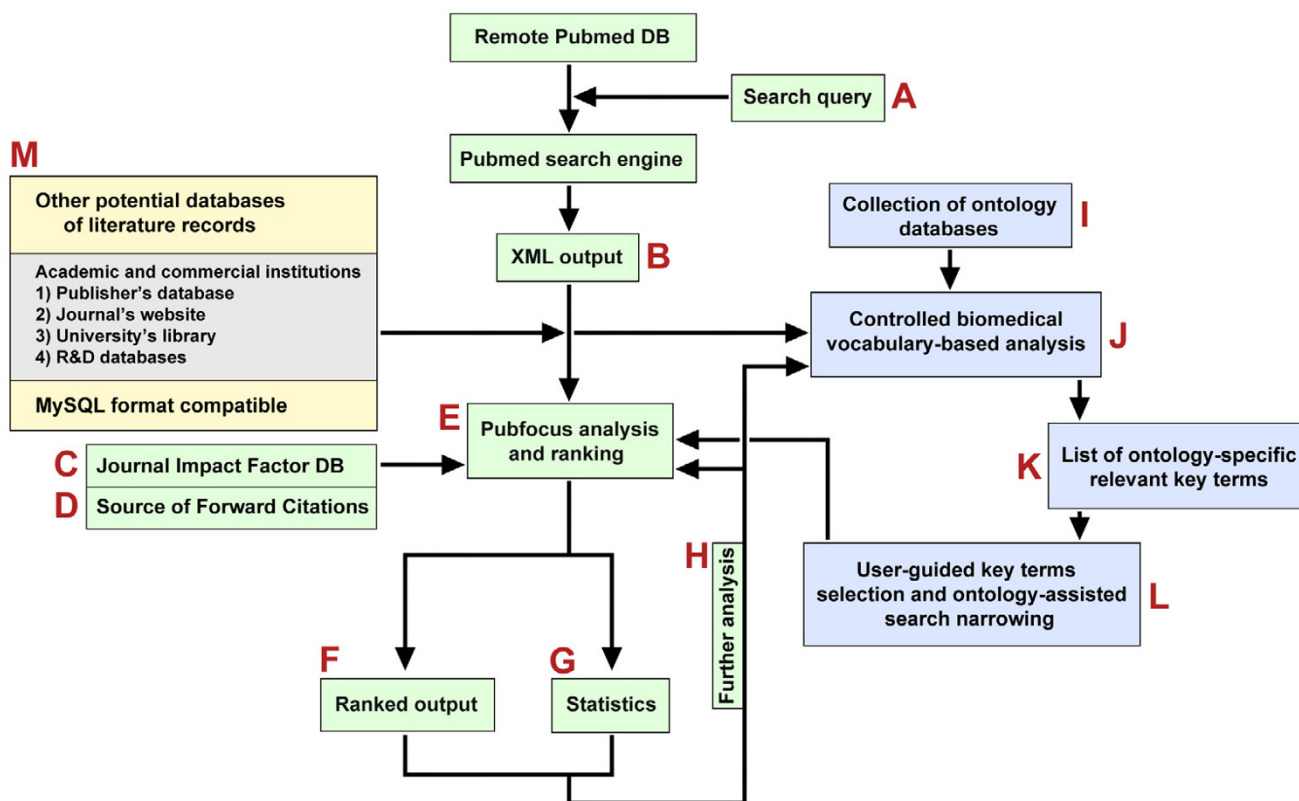 Remote Pubmed DB
Search query
A
Pubmed search engine
M
Other potential databases
of literature records
Academic and commercial institutions
1) Publisher's database
2) Journal's website
3) University's library
4) R&D databases
MySQL format compatible
XML output
B
Collection of ontology
databases
I
Controlled biomedical
vocabulary-based analysis
J
E
Pubfocus analysis
and ranking
C
Journal Impact Factor DB
D
Source of Forward Citations
K
List of ontology-specific
relevant key terms
H
Further analysis
User-guided key terms
selection and ontology-assisted
search narrowing
L
F
Ranked output
G
Statistics